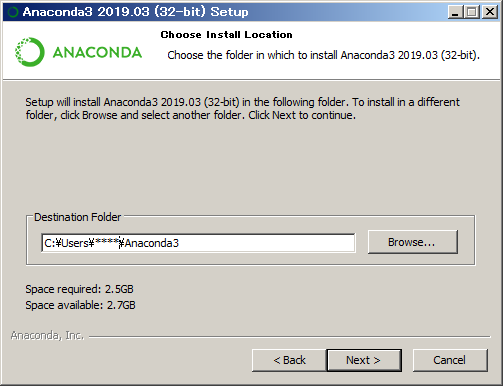 Anaconda3 2019.03 (32-bit) Setup
ANACONDA
Choose Install Location
Choose the folder in which to install Anaconda3 2019.03 (32-bit).
Setup will install Anaconda3 2019.03 (32-bit) in the following folder. To install in a different
folder, click Browse and select another folder. Click Next to continue.
Destination Folder
C:¥Users¥****¥Anaconda3
Browse...
Space required: 2.5GB
Space available: 2.7GB
Anaconda, Inc.
< Back
Next >
Cancel